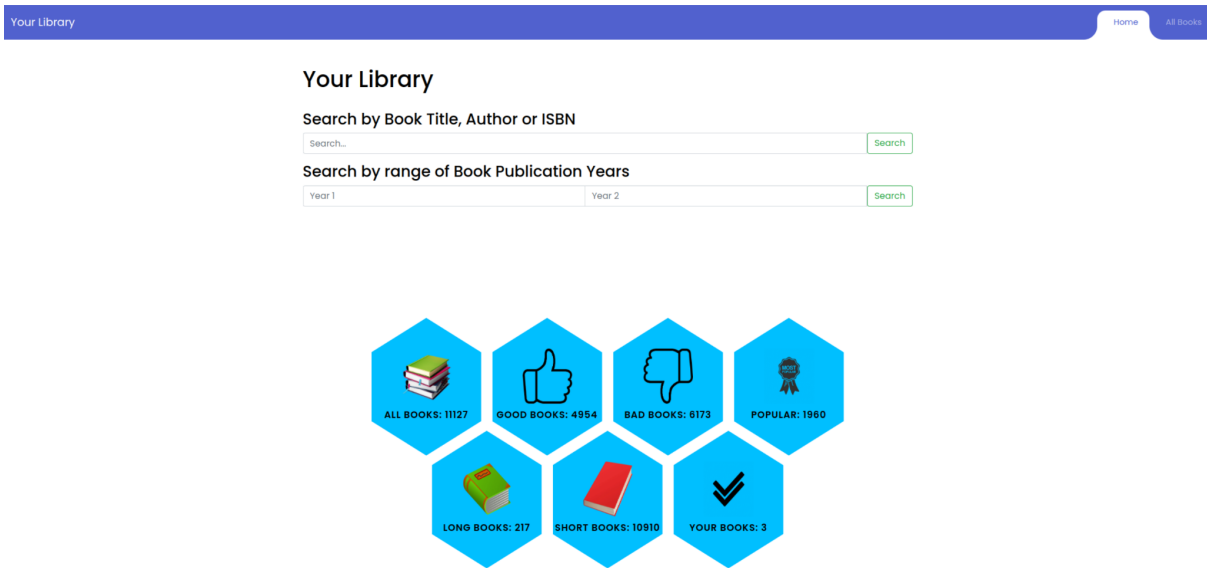 Your Library
Home
All Books
Your Library
Search by Book Title, Author or ISBN
Search...
Search
Search by range of Book Publication Years
Year 1
Year 2
Search
ALL BOOKS: 11127
GOOD BOOKS: 4954
BAD BOOKS: 6173
MOST
POPULAR: 1960
LONG BOOKS: 217
SHORT BOOKS: 10910
YOUR BOOKS: 3